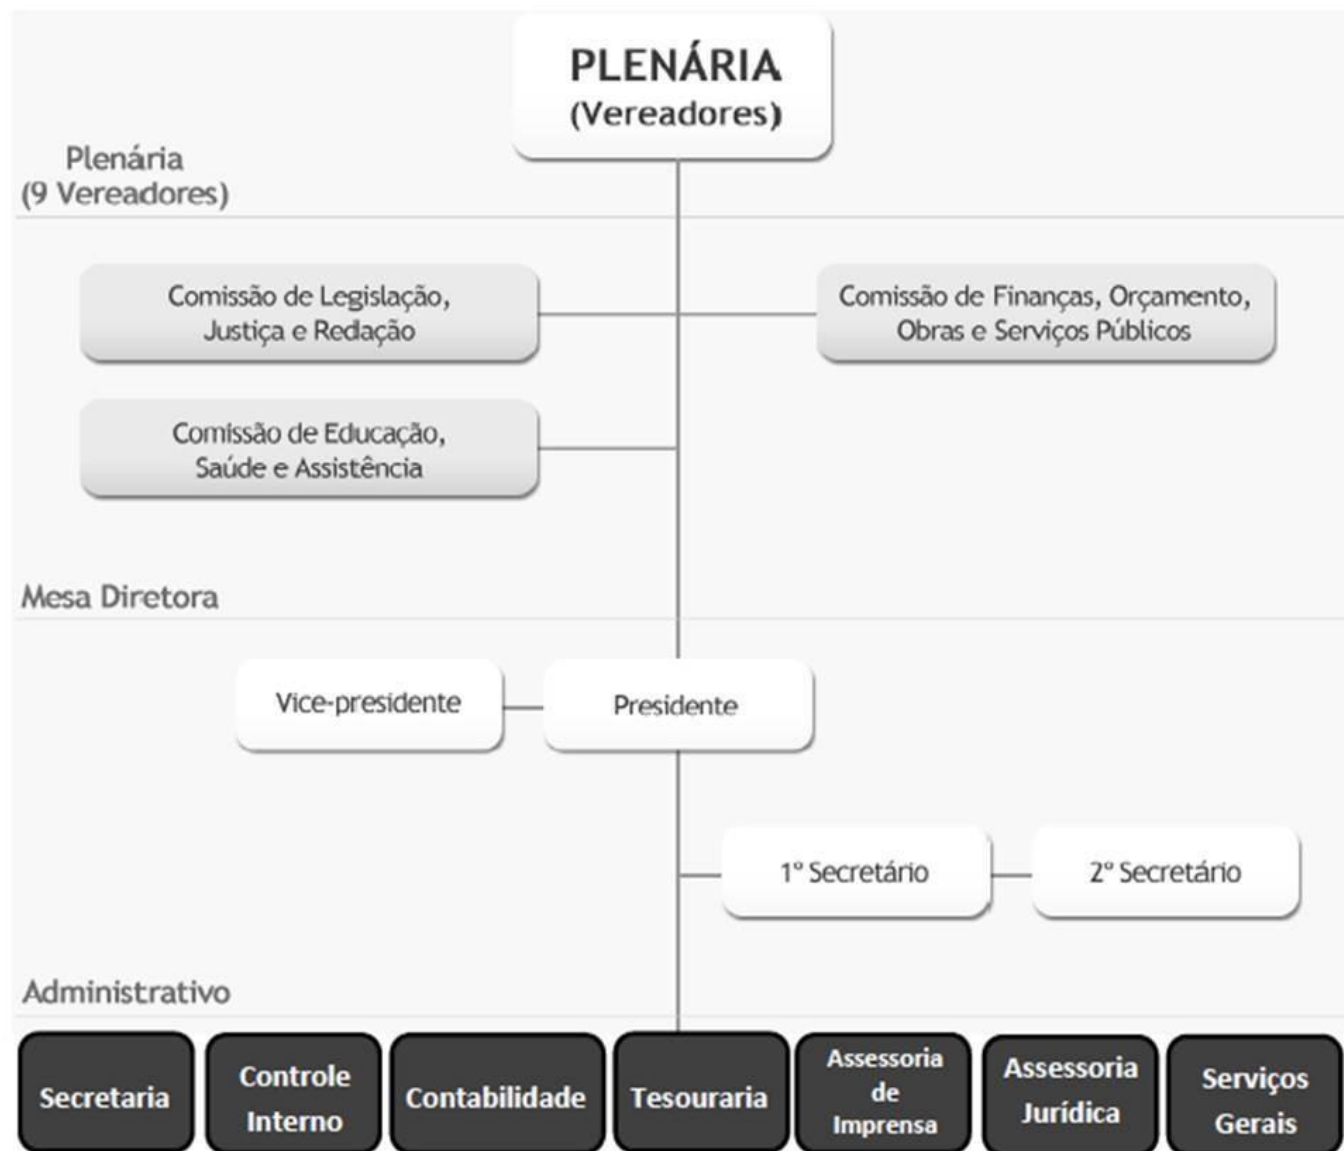 PLENÁRIA
(Vereadores)
Plenária
(9 Vereadores)
Comissão de Legislação,
Justiça e Redação
Comissão de Finanças, Orçamento,
Obras e Serviços Públicos
Comissão de Educação,
Saúde e Assistência
Mesa Diretora
Vice-presidente
Presidente
1º Secretário
2º Secretário
Administrativo
Secretaria
Controle
Interno
Contabilidade
Tesouraria
Assessoria
de
Imprensa
Assessoria
Jurídica
Serviços
Gerais